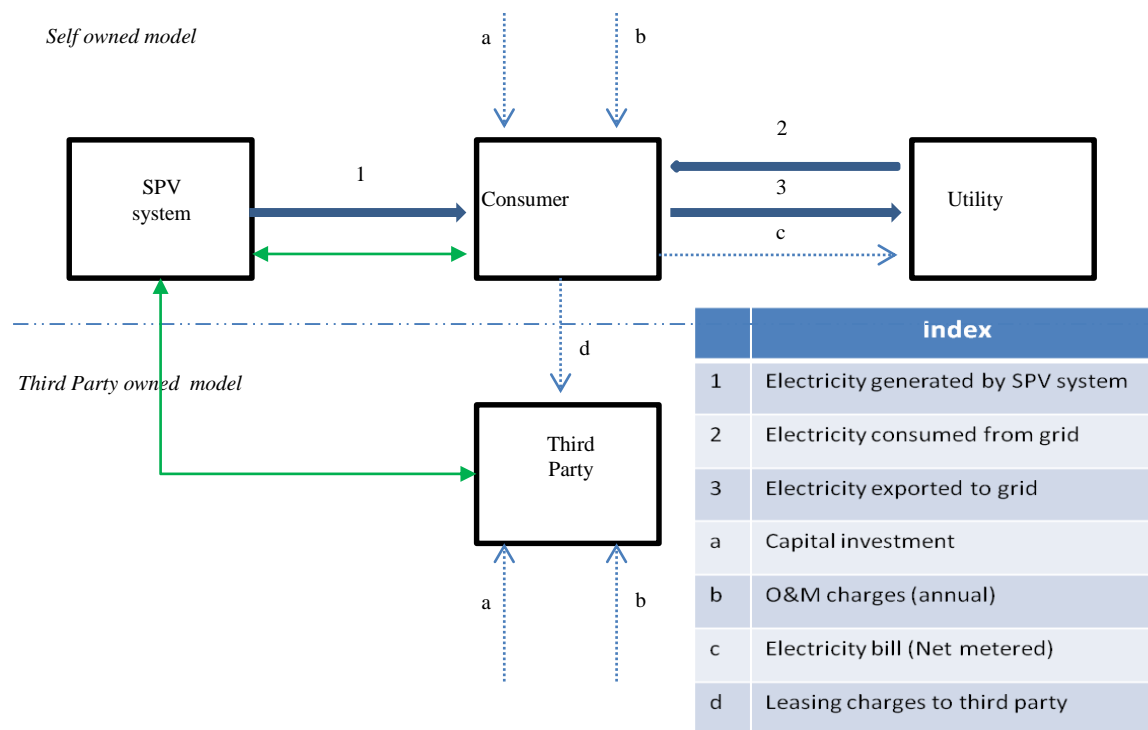 Self owned model
a
b
2
1
3
SPV
system
Consumer
Utility
c
d
Third Party owned model
Third
Party
a
b
index
1 Electricity generated by SPV system
2 Electricity consumed from grid
3 Electricity exported to grid
a Capital investment
b O&M charges (annual)
c Electricity bill (Net metered)
d Leasing charges to third party